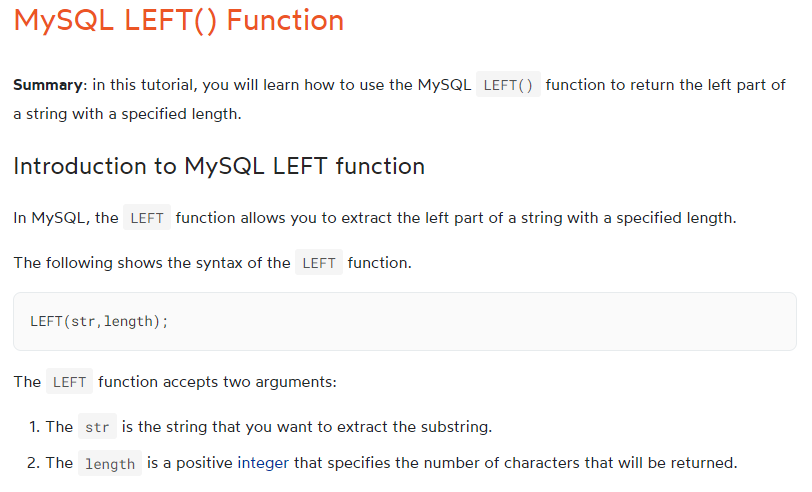 MySQL LEFT() Function
Summary: in this tutorial, you will learn how to use the MySQL LEFT() function to return the left part of
a string with a specified length.
Introduction to MySQL LEFT function
In MySQL, the LEFT function allows you to extract the left part of a string with a specified length.
The following shows the syntax of the LEFT function.
LEFT(str,length);
The LEFT function accepts two arguments:
1. The str is the string that you want to extract the substring.
2. The length is a positive integer that specifies the number of characters that will be returned.